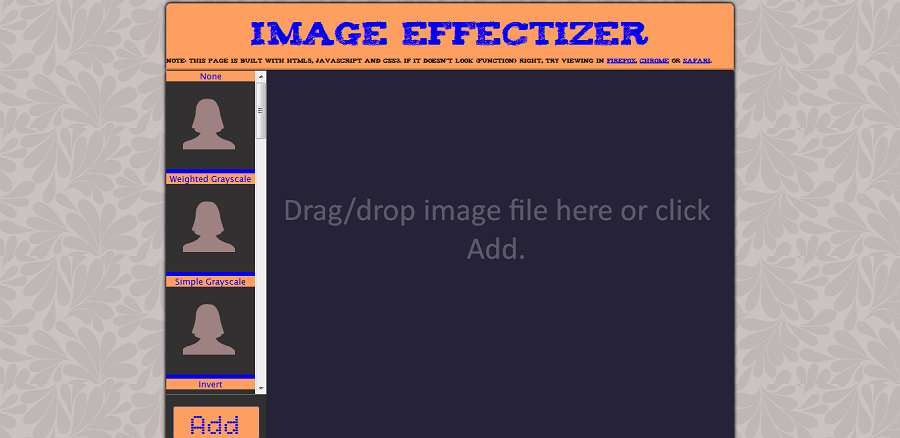 IMAGE EFFECTIZER
NOTE: THIS PAGE IS BUILT WITH HTML5, JAVASCRIPT AND CSS3. IF IT DOESN'T LOOK (FUNCTION) RIGHT, TRY VIEWING IN FIREFOX, CHROME OR SAFARI.
None
Weighted Grayscale
Simple Grayscale
Invert
Add
Drag/drop image file here or click
Add.